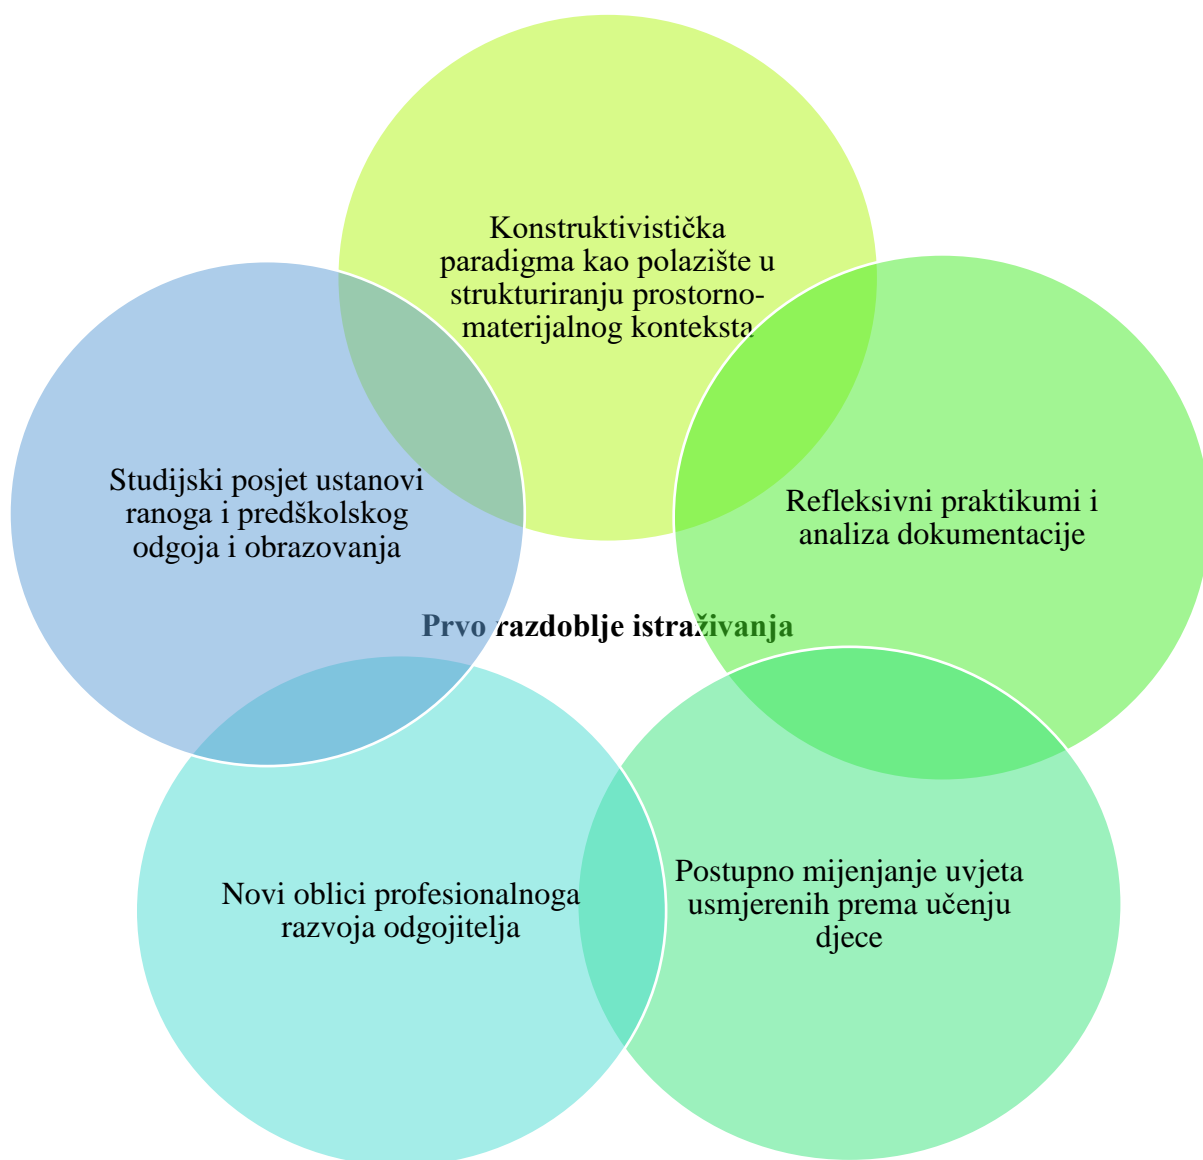 Konstruktivistička
paradigma kao polazište u
strukturiranju prostorno-
materijalnog konteksta
Studijski posjet ustanovi
ranoga i predškolskog
odgoja i obrazovanja
Refleksivni praktikumi i
analiza dokumentacije
Prvo razdoblje istraživanja
Novi oblici profesionalnoga
razvoja odgojitelja
Postupno mijenjanje uvjeta
usmjerenih prema učenju
djece